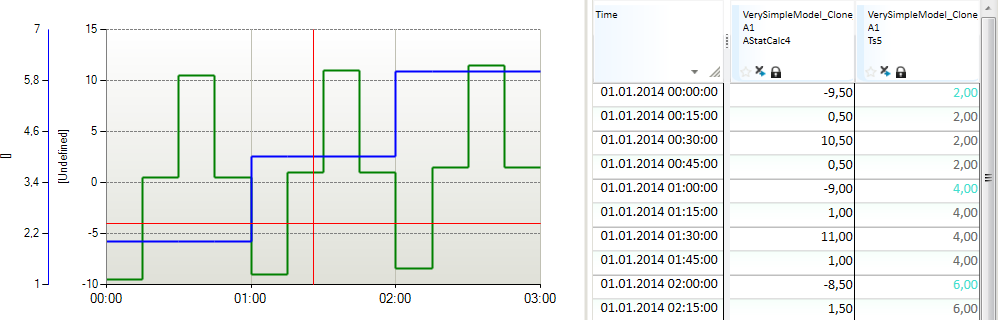 7
5,8
4,6
3,4
2,2
1
[]
[Undefined]
15
10
5
0
-5
-10
00:00
01:00
02:00
03:00
Time
VerySimpleModel_Clone
A1
AStatCalc4
VerySimpleModel_Clone
A1
Ts5
01.01.2014 00:00:00 -9,50 2,00
01.01.2014 00:15:00 0,50 2,00
01.01.2014 00:30:00 10,50 2,00
01.01.2014 00:45:00 0,50 2,00
01.01.2014 01:00:00 -9,00 4,00
01.01.2014 01:15:00 1,00 4,00
01.01.2014 01:30:00 11,00 4,00
01.01.2014 01:45:00 1,00 4,00
01.01.2014 02:00:00 -8,50 6,00
01.01.2014 02:15:00 1,50 6,00